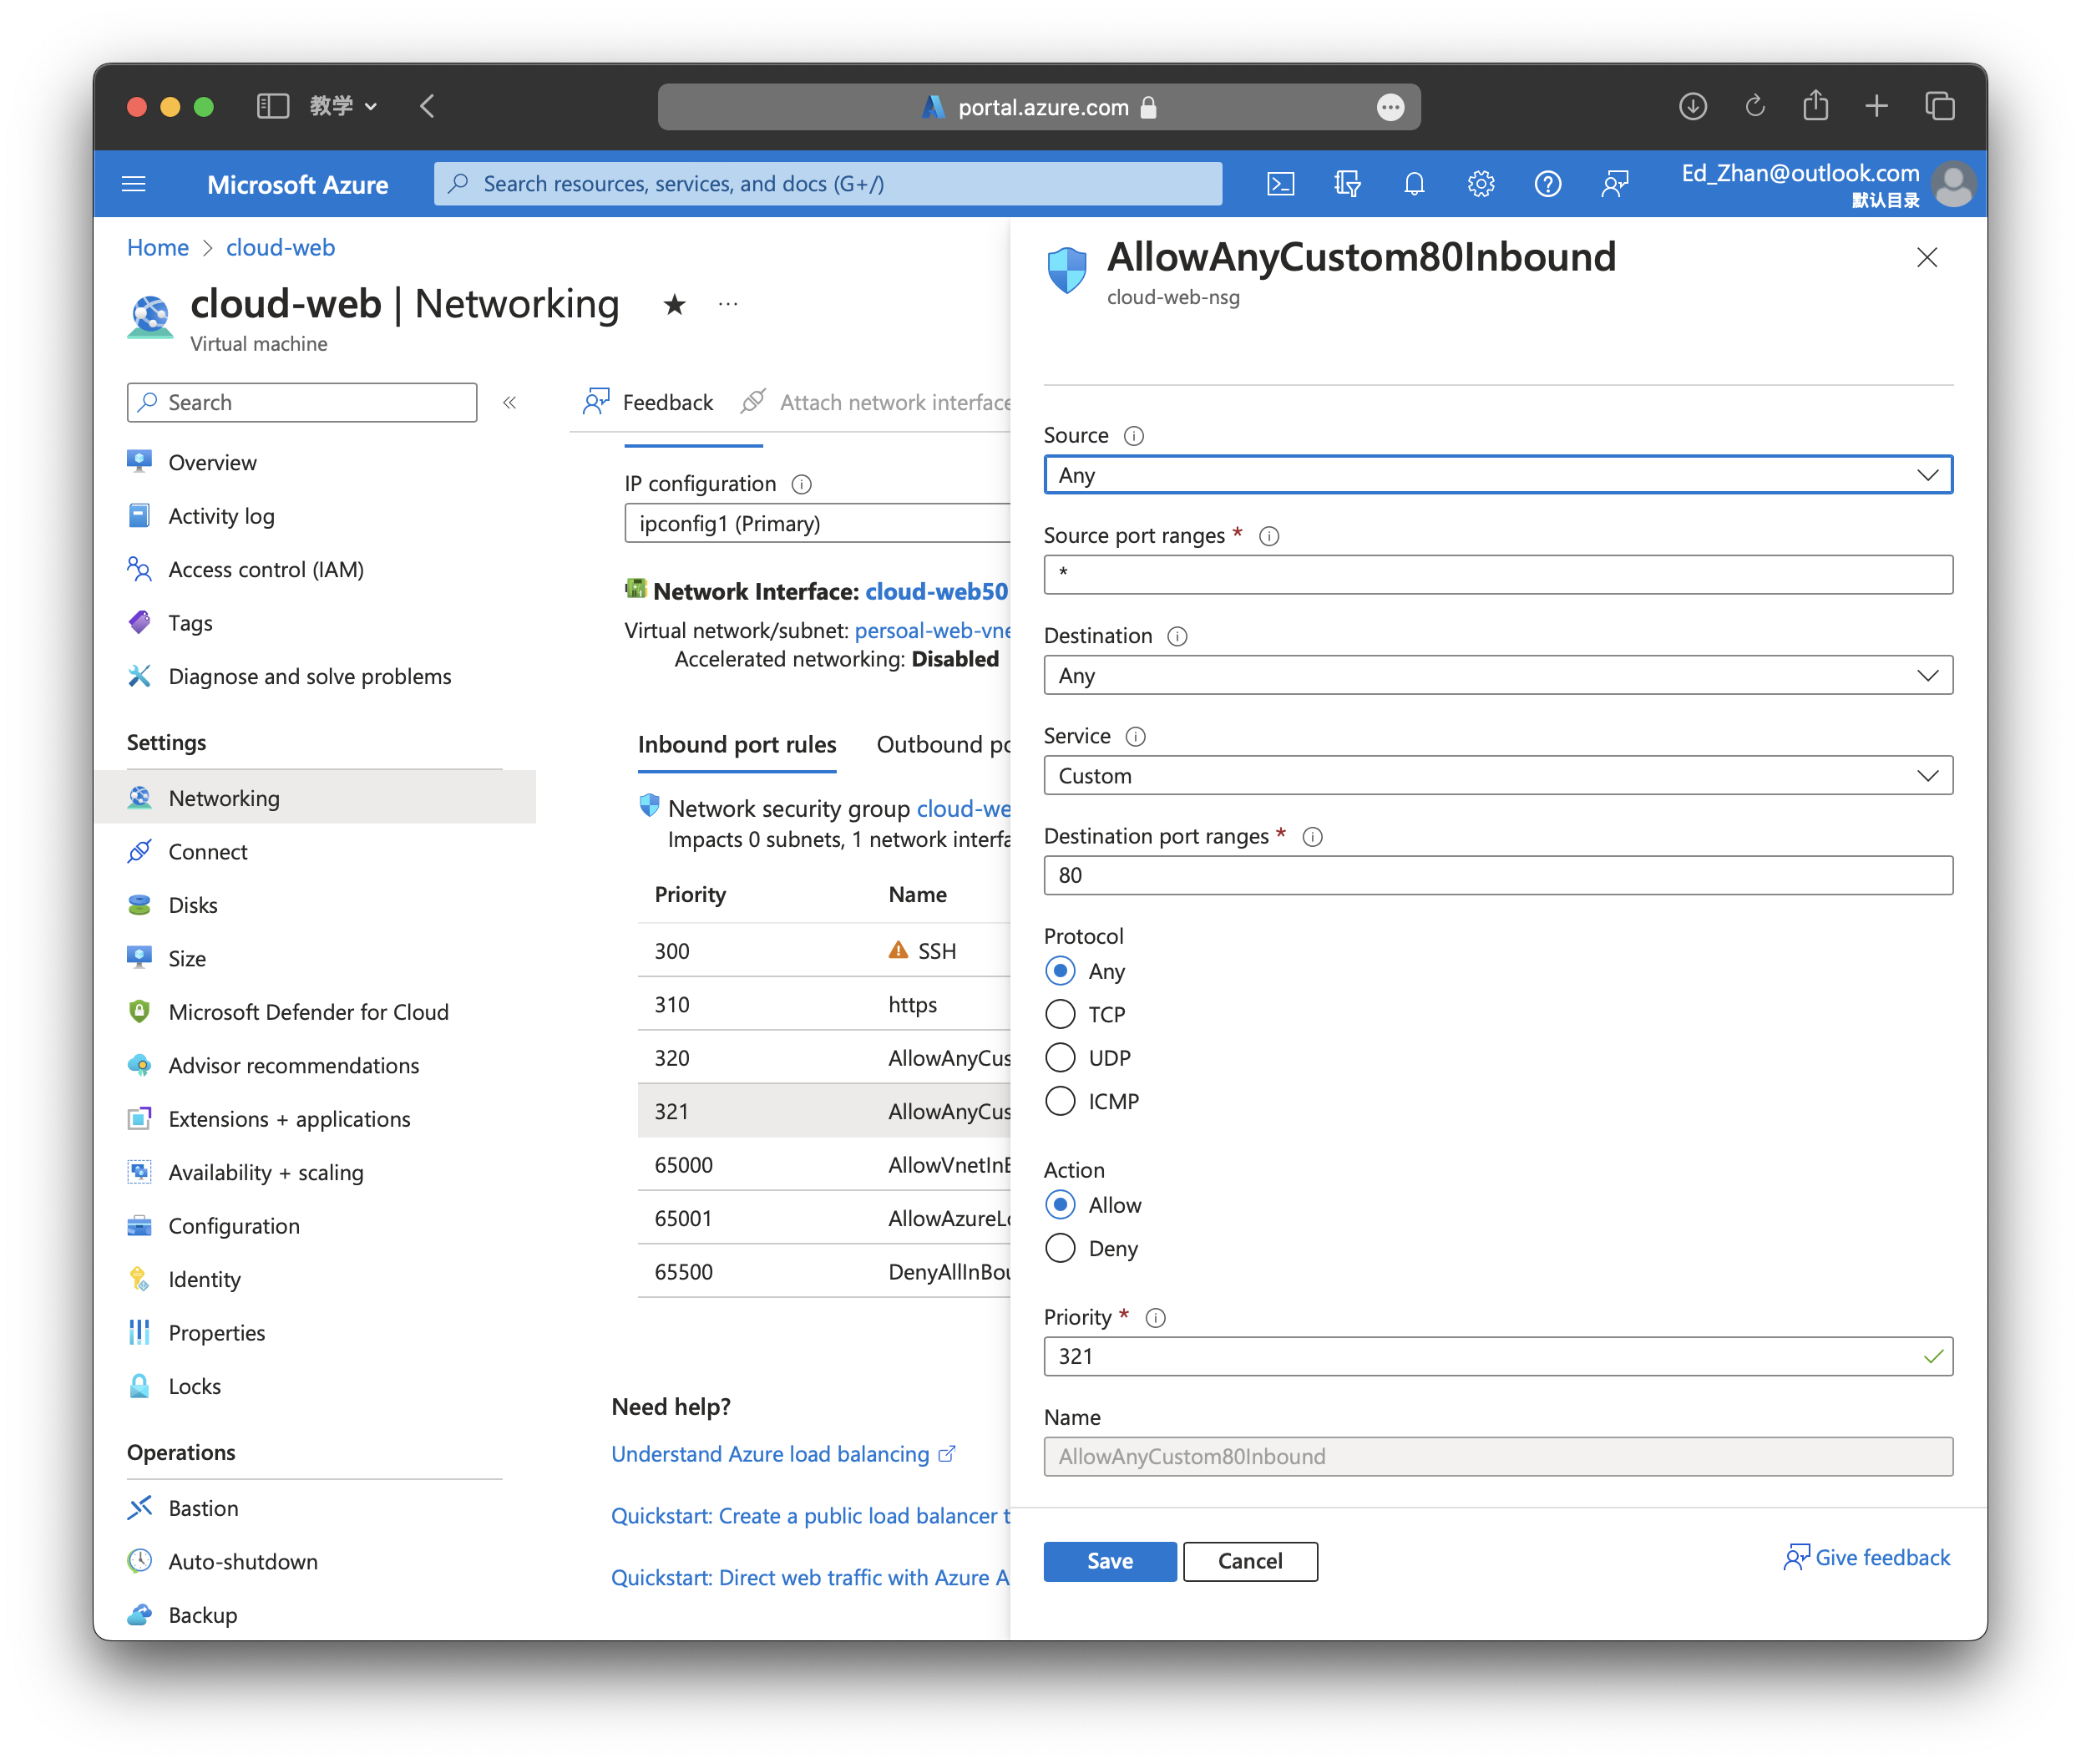 教学
portal.azure.com
Microsoft Azure
Search resources, services, and docs (G+/)
Ed_Zhan@outlook.com
默认目录
Home > cloud-web
cloud-web | Networking
Virtual machine
Search
Overview
Activity log
Access control (IAM)
Tags
Diagnose and solve problems
Settings
Networking
Connect
Disks
Size
Microsoft Defender for Cloud
Advisor recommendations
Extensions + applications
Availability + scaling
Configuration
Identity
Properties
Locks
Operations
Bastion
Auto-shutdown
Backup
Feedback
Attach network interface
IP configuration
ipconfig1 (Primary)
Network Interface: cloud-web50
Virtual network/subnet: persoal-web-vne
Accelerated networking: Disabled
Inbound port rules Outbound po
Network security group cloud-we
Impacts 0 subnets, 1 network interfa
Priority Name
300 SSH
310 https
320 AllowAnyCus
321 AllowAnyCus
65000 AllowVnetInB
65001 AllowAzureLo
65500 DenyAllInBou
Need help?
Understand Azure load balancing
Quickstart: Create a public load balancer t
Quickstart: Direct web traffic with Azure A
AllowAnyCustom80Inbound
cloud-web-nsg
Source
Any
Source port ranges *
*
Destination
Any
Service
Custom
Destination port ranges *
80
Protocol
Any
TCP
UDP
ICMP
Action
Allow
Deny
Priority *
321
Name
AllowAnyCustom80Inbound
Save Cancel
Give feedback